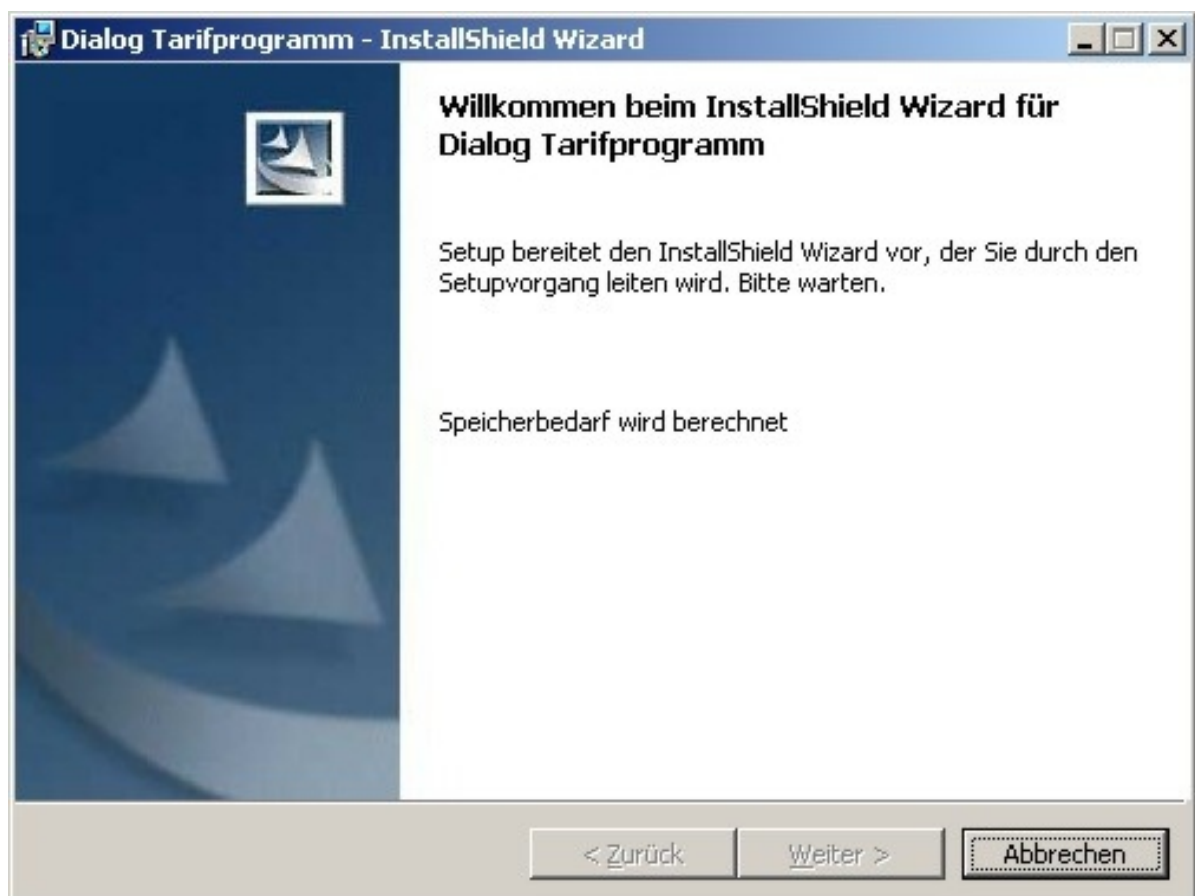 Dialog Tarifprogramm - InstallShield Wizard
Willkommen beim InstallShield Wizard für
Dialog Tarifprogramm
Setup bereitet den InstallShield Wizard vor, der Sie durch den
Setupvorgang leiten wird. Bitte warten.
Speicherbedarf wird berechnet
< Zurück
Weiter >
Abbrechen